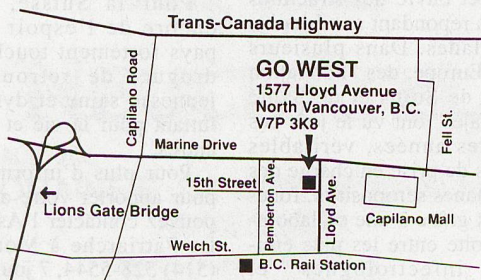 Trans-Canada Highway
Capilano Road
GO WEST
1577 Lloyd Avenue
North Vancouver, B.C.
V7P 3K8
Fell St.
Marine Drive
15th Street
Pemberton Ave.
Lloyd Ave.
Lions Gate Bridge
Capilano Mall
Welch St.
B.C. Rail Station